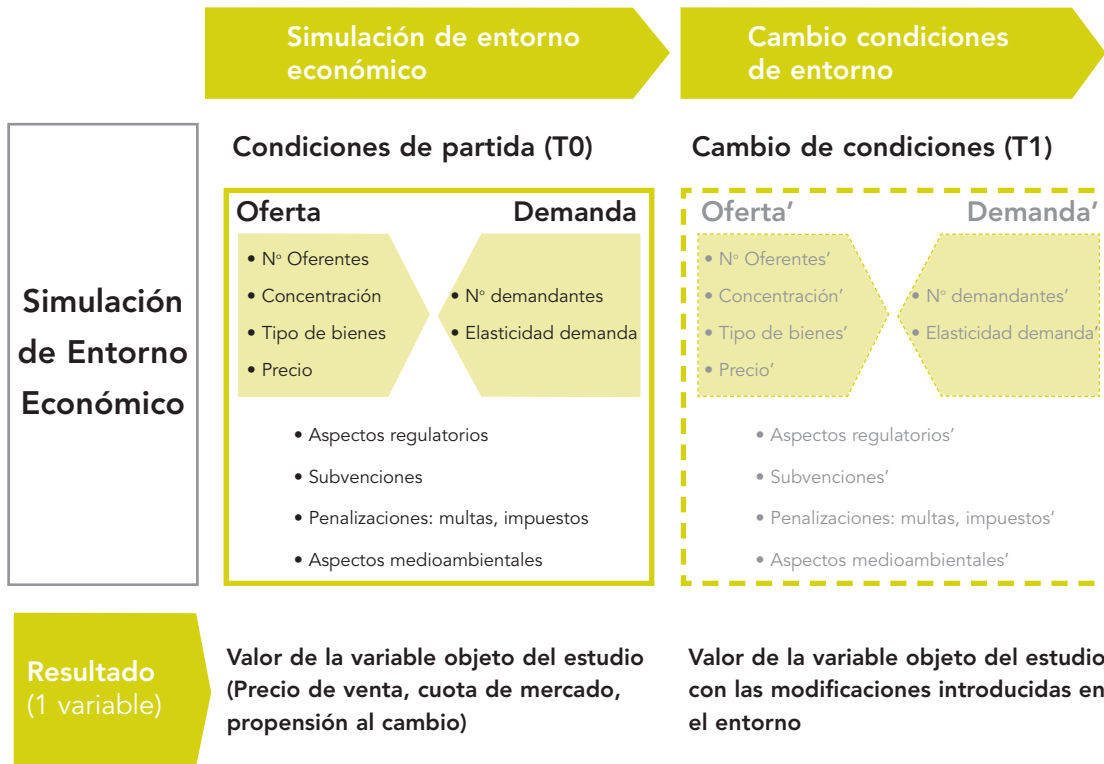 Simulación de entorno
económico
Cambio condiciones
de entorno
Simulación
de Entorno
Económico
Condiciones de partida (T0)
Oferta
Demanda
• Nº Oferentes
• Concentración
• Tipo de bienes
• Precio
• Nº demandantes
• Elasticidad demanda
• Aspectos regulatorios
• Subvenciones
• Penalizaciones: multas, impuestos
• Aspectos medioambientales
Cambio de condiciones (T1)
Oferta’
Demanda’
• Nº Oferentes’
• Concentración’
• Tipo de bienes’
• Precio’
• Nº demandantes’
• Elasticidad demanda’
• Aspectos regulatorios’
• Subvenciones’
• Penalizaciones: multas, impuestos’
• Aspectos medioambientales’
Resultado
(1 variable)
Valor de la variable objeto del estudio
(Precio de venta, cuota de mercado,
propensión al cambio)
Valor de la variable objeto del estudio
con las modificaciones introducidas en
el entorno